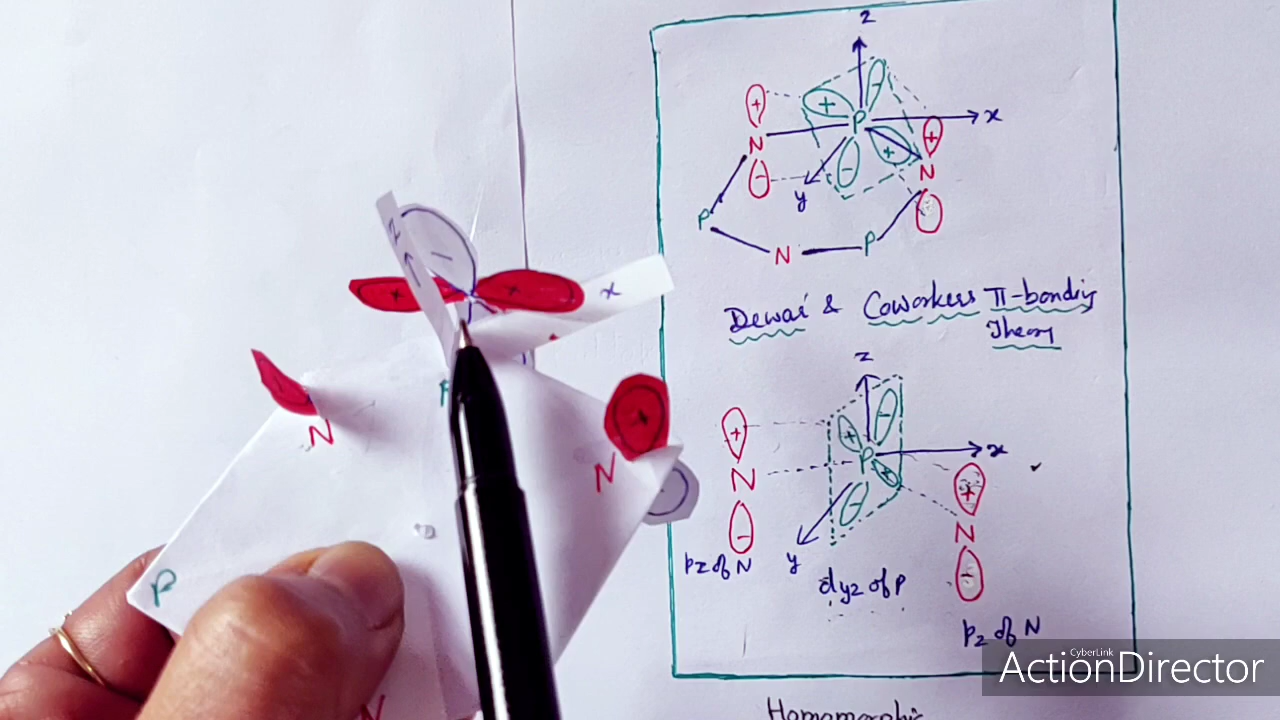 z
+
-
+
P
x
+
N
-
-
+
N
y
P
N
P
Dewar & Coworkers π-bonding
Theory
z
+
-
+
N
P
x
-
+
N
-
y
-
pz of N
dyz of P
pz of N
z
-
+
+
x
P
N
+
N
P
N
Homomorphic
CyberLink
ActionDirector